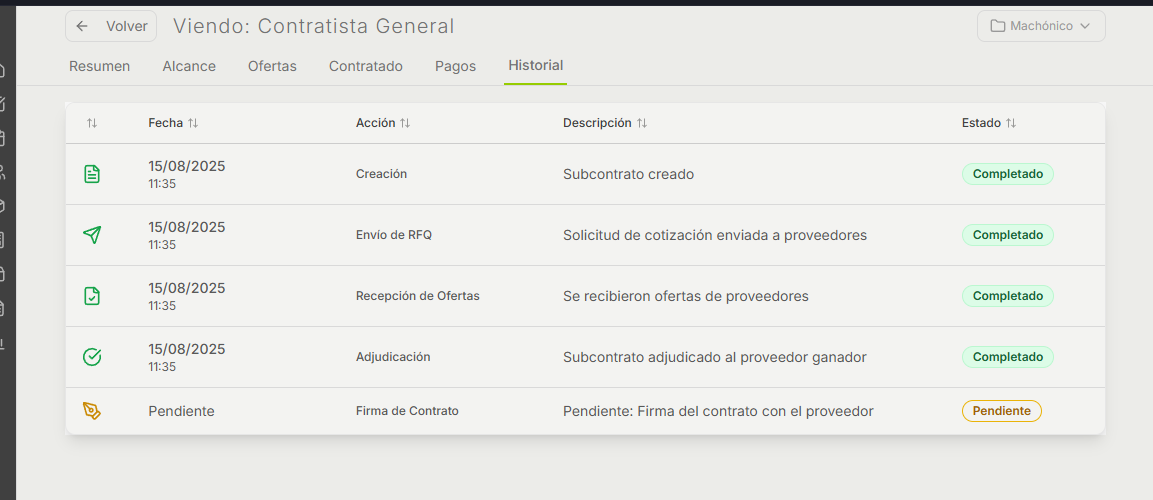 Volver
Viendo: Contratista General
Machónico
Resumen Alcance Ofertas Contratado Pagos Historial
Fecha Acción Descripción Estado
15/08/2025
11:35
Creación
Subcontrato creado
Completado
15/08/2025
11:35
Envío de RFQ
Solicitud de cotización enviada a proveedores
Completado
15/08/2025
11:35
Recepción de Ofertas
Se recibieron ofertas de proveedores
Completado
15/08/2025
11:35
Adjudicación
Subcontrato adjudicado al proveedor ganador
Completado
Pendiente
Firma de Contrato
Pendiente: Firma del contrato con el proveedor
Pendiente